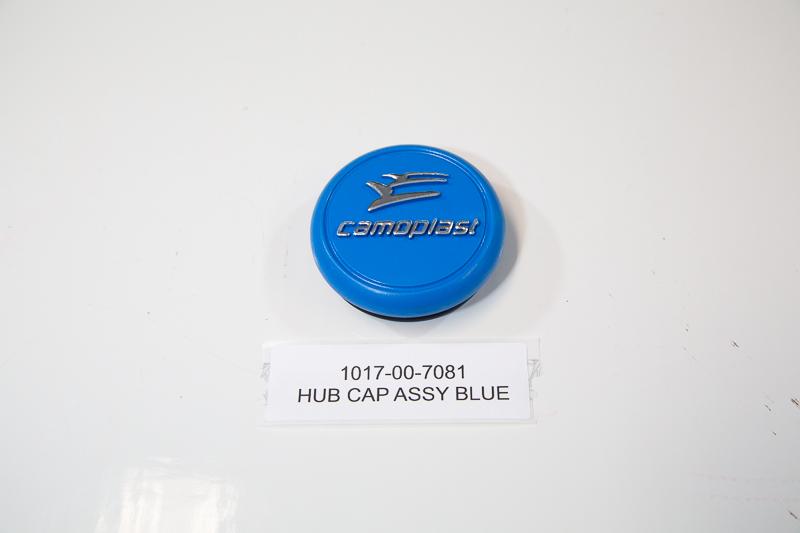 camoplast
1017-00-7081
HUB CAP ASSY BLUE